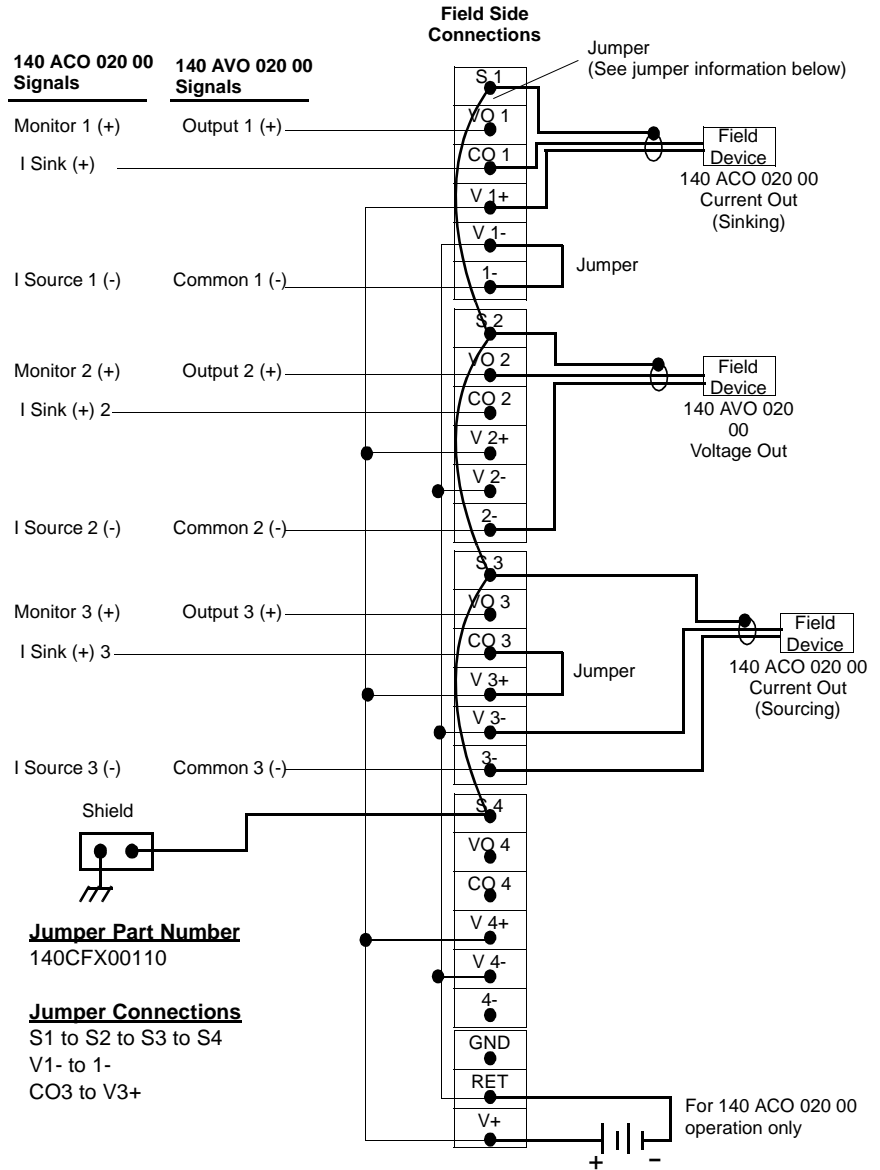 Field Side
Connections
140 ACO 020 00
Signals
140 AVO 020 00
Signals
Jumper
(See jumper information below)
S 1
Monitor 1 (+)
Output 1 (+)
VO 1
I Sink (+)
CO 1
Field
Device
140 ACO 020 00
Current Out
(Sinking)
V 1+
V 1-
Jumper
I Source 1 (-)
Common 1 (-)
1-
S 2
Monitor 2 (+)
Output 2 (+)
VO 2
Field
Device
140 AVO 020
00
Voltage Out
I Sink (+) 2
CO 2
V 2+
V 2-
I Source 2 (-)
Common 2 (-)
2-
S 3
Monitor 3 (+)
Output 3 (+)
VO 3
Field
Device
140 ACO 020 00
Current Out
(Sourcing)
I Sink (+) 3
CO 3
Jumper
V 3+
V 3-
I Source 3 (-)
Common 3 (-)
3-
Shield
S 4
VO 4
CO 4
V 4+
V 4-
4-
GND
RET
V+
Jumper Part Number
140CFX00110
Jumper Connections
S1 to S2 to S3 to S4
V1- to 1-
CO3 to V3+
For 140 ACO 020 00
operation only
+
-